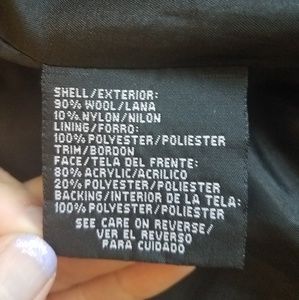 SHELL/EXTERIOR:
90% WOOL/LANA
10% NYLON/NILON
LINING/FORRO:
100% POLYESTER/POLIESTER
TRIM/BORDON
FACE/TELA DEL FRENTE:
80% ACRYLIC/ACRILICO
20% POLYESTER/POLIESTER
BACKING/INTERIOR DE LA TELA:
100% POLYESTER/POLIESTER
SEE CARE ON REVERSE/
VER EL REVERSO
PARA CUIDADO